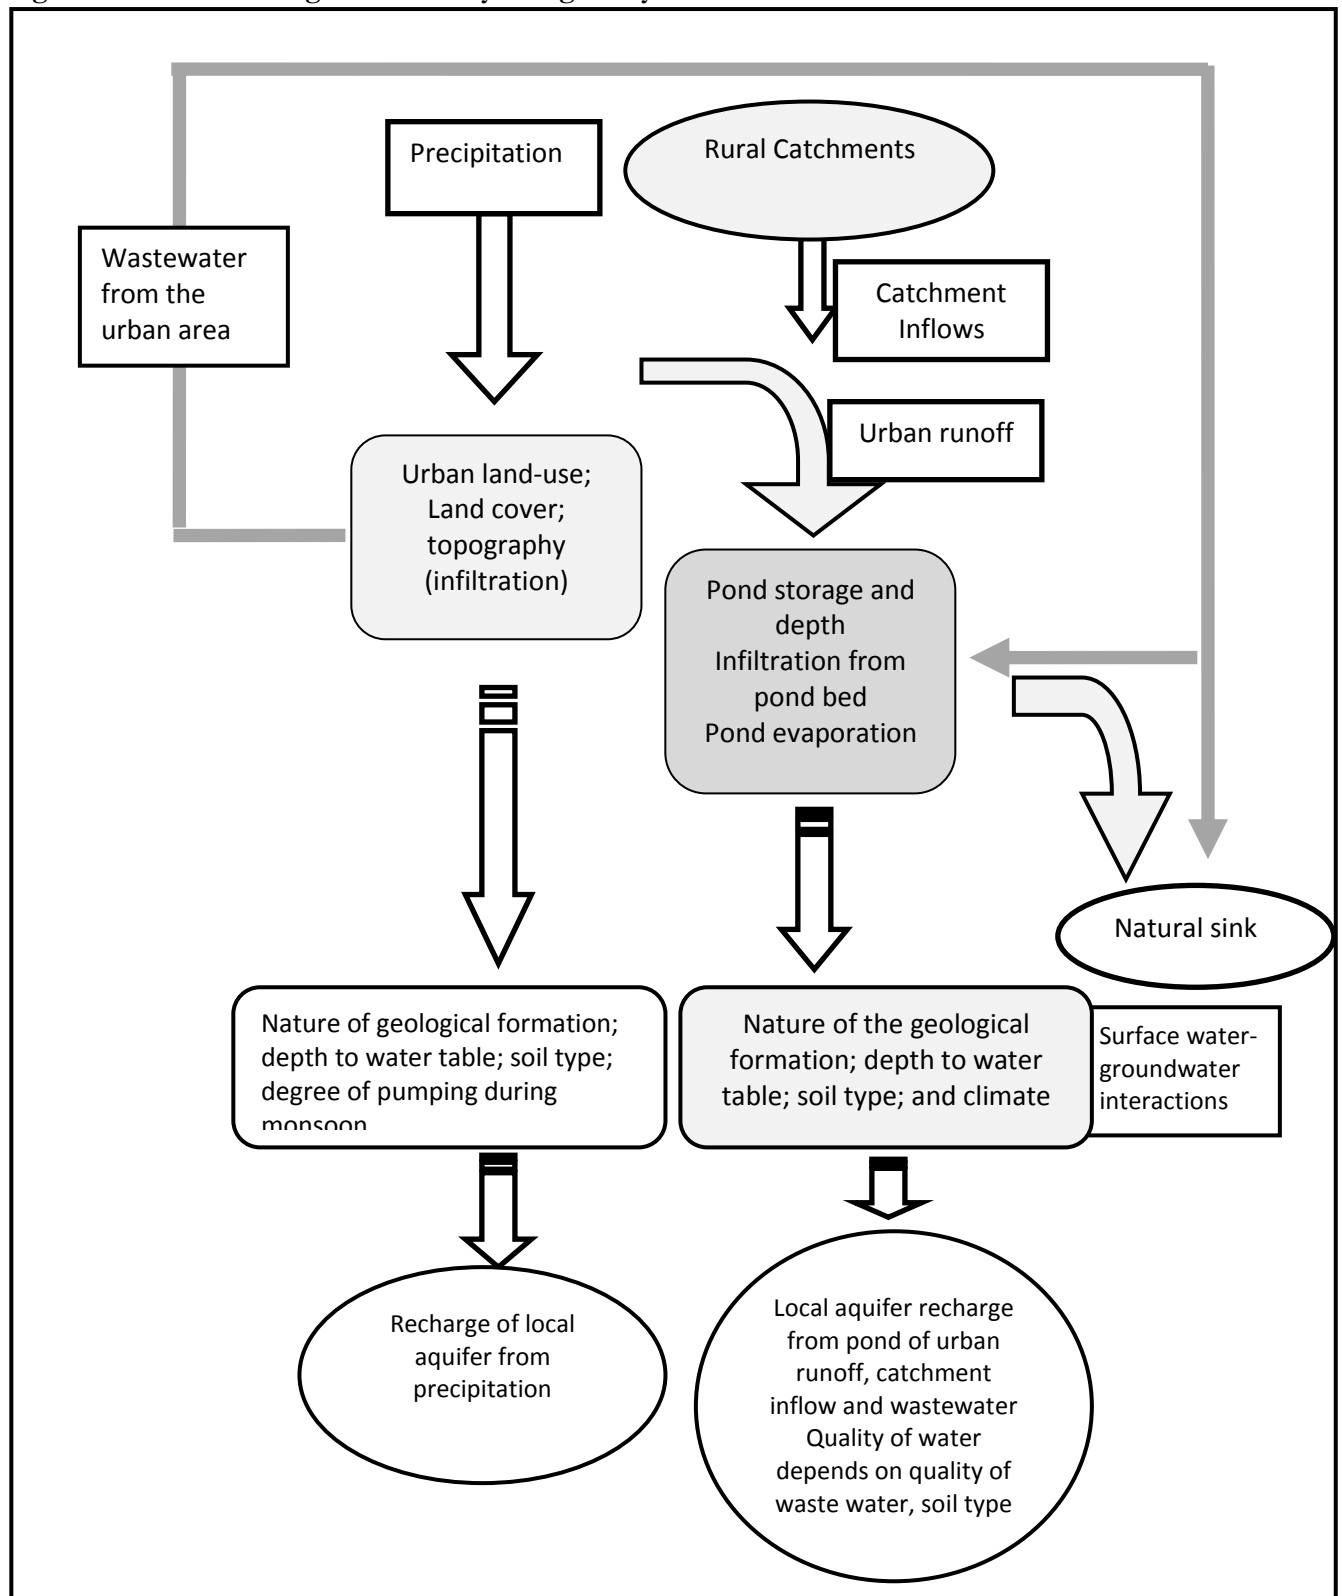 Precipitation
Rural Catchments
Wastewater
from the
urban area
Catchment
Inflows
Urban runoff
Urban land-use;
Land cover;
topography
(infiltration)
Pond storage and
depth
Infiltration from
pond bed
Pond evaporation
Natural sink
Nature of geological formation;
depth to water table; soil type;
degree of pumping during
monsoon
Nature of the geological
formation; depth to water
table; soil type; and climate
Surface water-
groundwater
interactions
Recharge of local
aquifer from
precipitation
Local aquifer recharge
from pond of urban
runoff, catchment
inflow and wastewater
Quality of water
depends on quality of
waste water, soil type